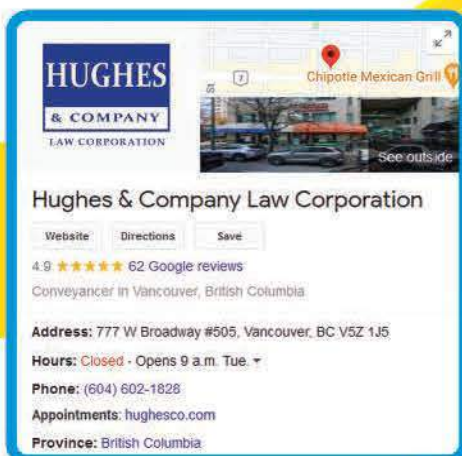 HUGHES
& COMPANY
LAW CORPORATION
St
7
Chipotle Mexican Grill
See outside
Hughes & Company Law Corporation
Website Directions Save
4.9 ★★★★★ 62 Google reviews
Conveyancer in Vancouver, British Columbia
Address: 777 W Broadway #505, Vancouver, BC V5Z 1J5
Hours: Closed - Opens 9 a.m. Tue.
Phone: (604) 602-1828
Appointments: hughesco.com
Province: British Columbia